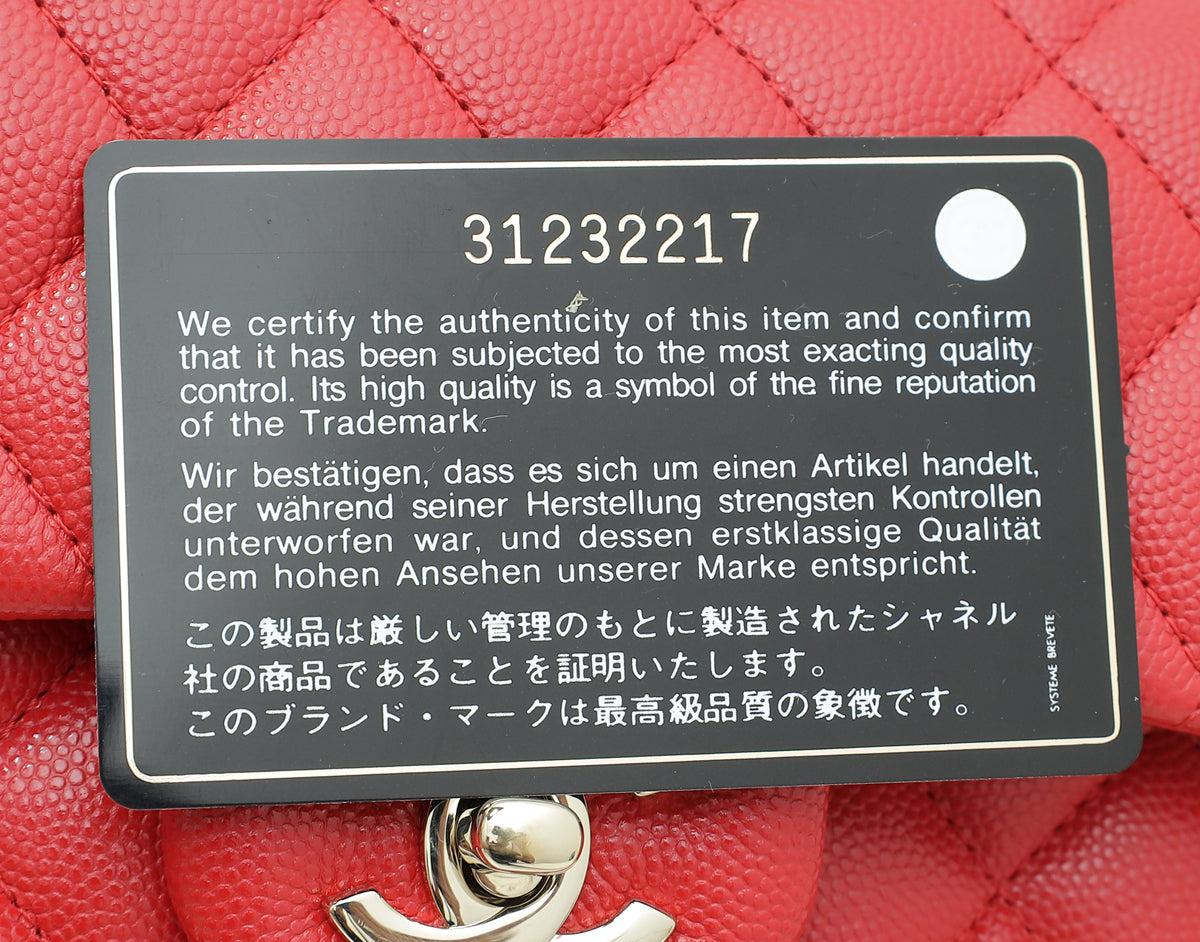 31232217
We certify the authenticity of this item and confirm
that it has been subjected to the most exacting quality
control. Its high quality is a symbol of the fine reputation
of the Trademark.
Wir bestätigen, dass es sich um einen Artikel handelt,
der während seiner Herstellung strengsten Kontrollen
unterworfen war, und dessen erstklassige Qualität
dem hohen Ansehen unserer Marke entspricht.
この製品は厳しい管理のもとに製造されたシャネル
社の商品であることを証明いたします。
このブランド・マークは最高級品質の象徴です。
SYSTEME BREVETE